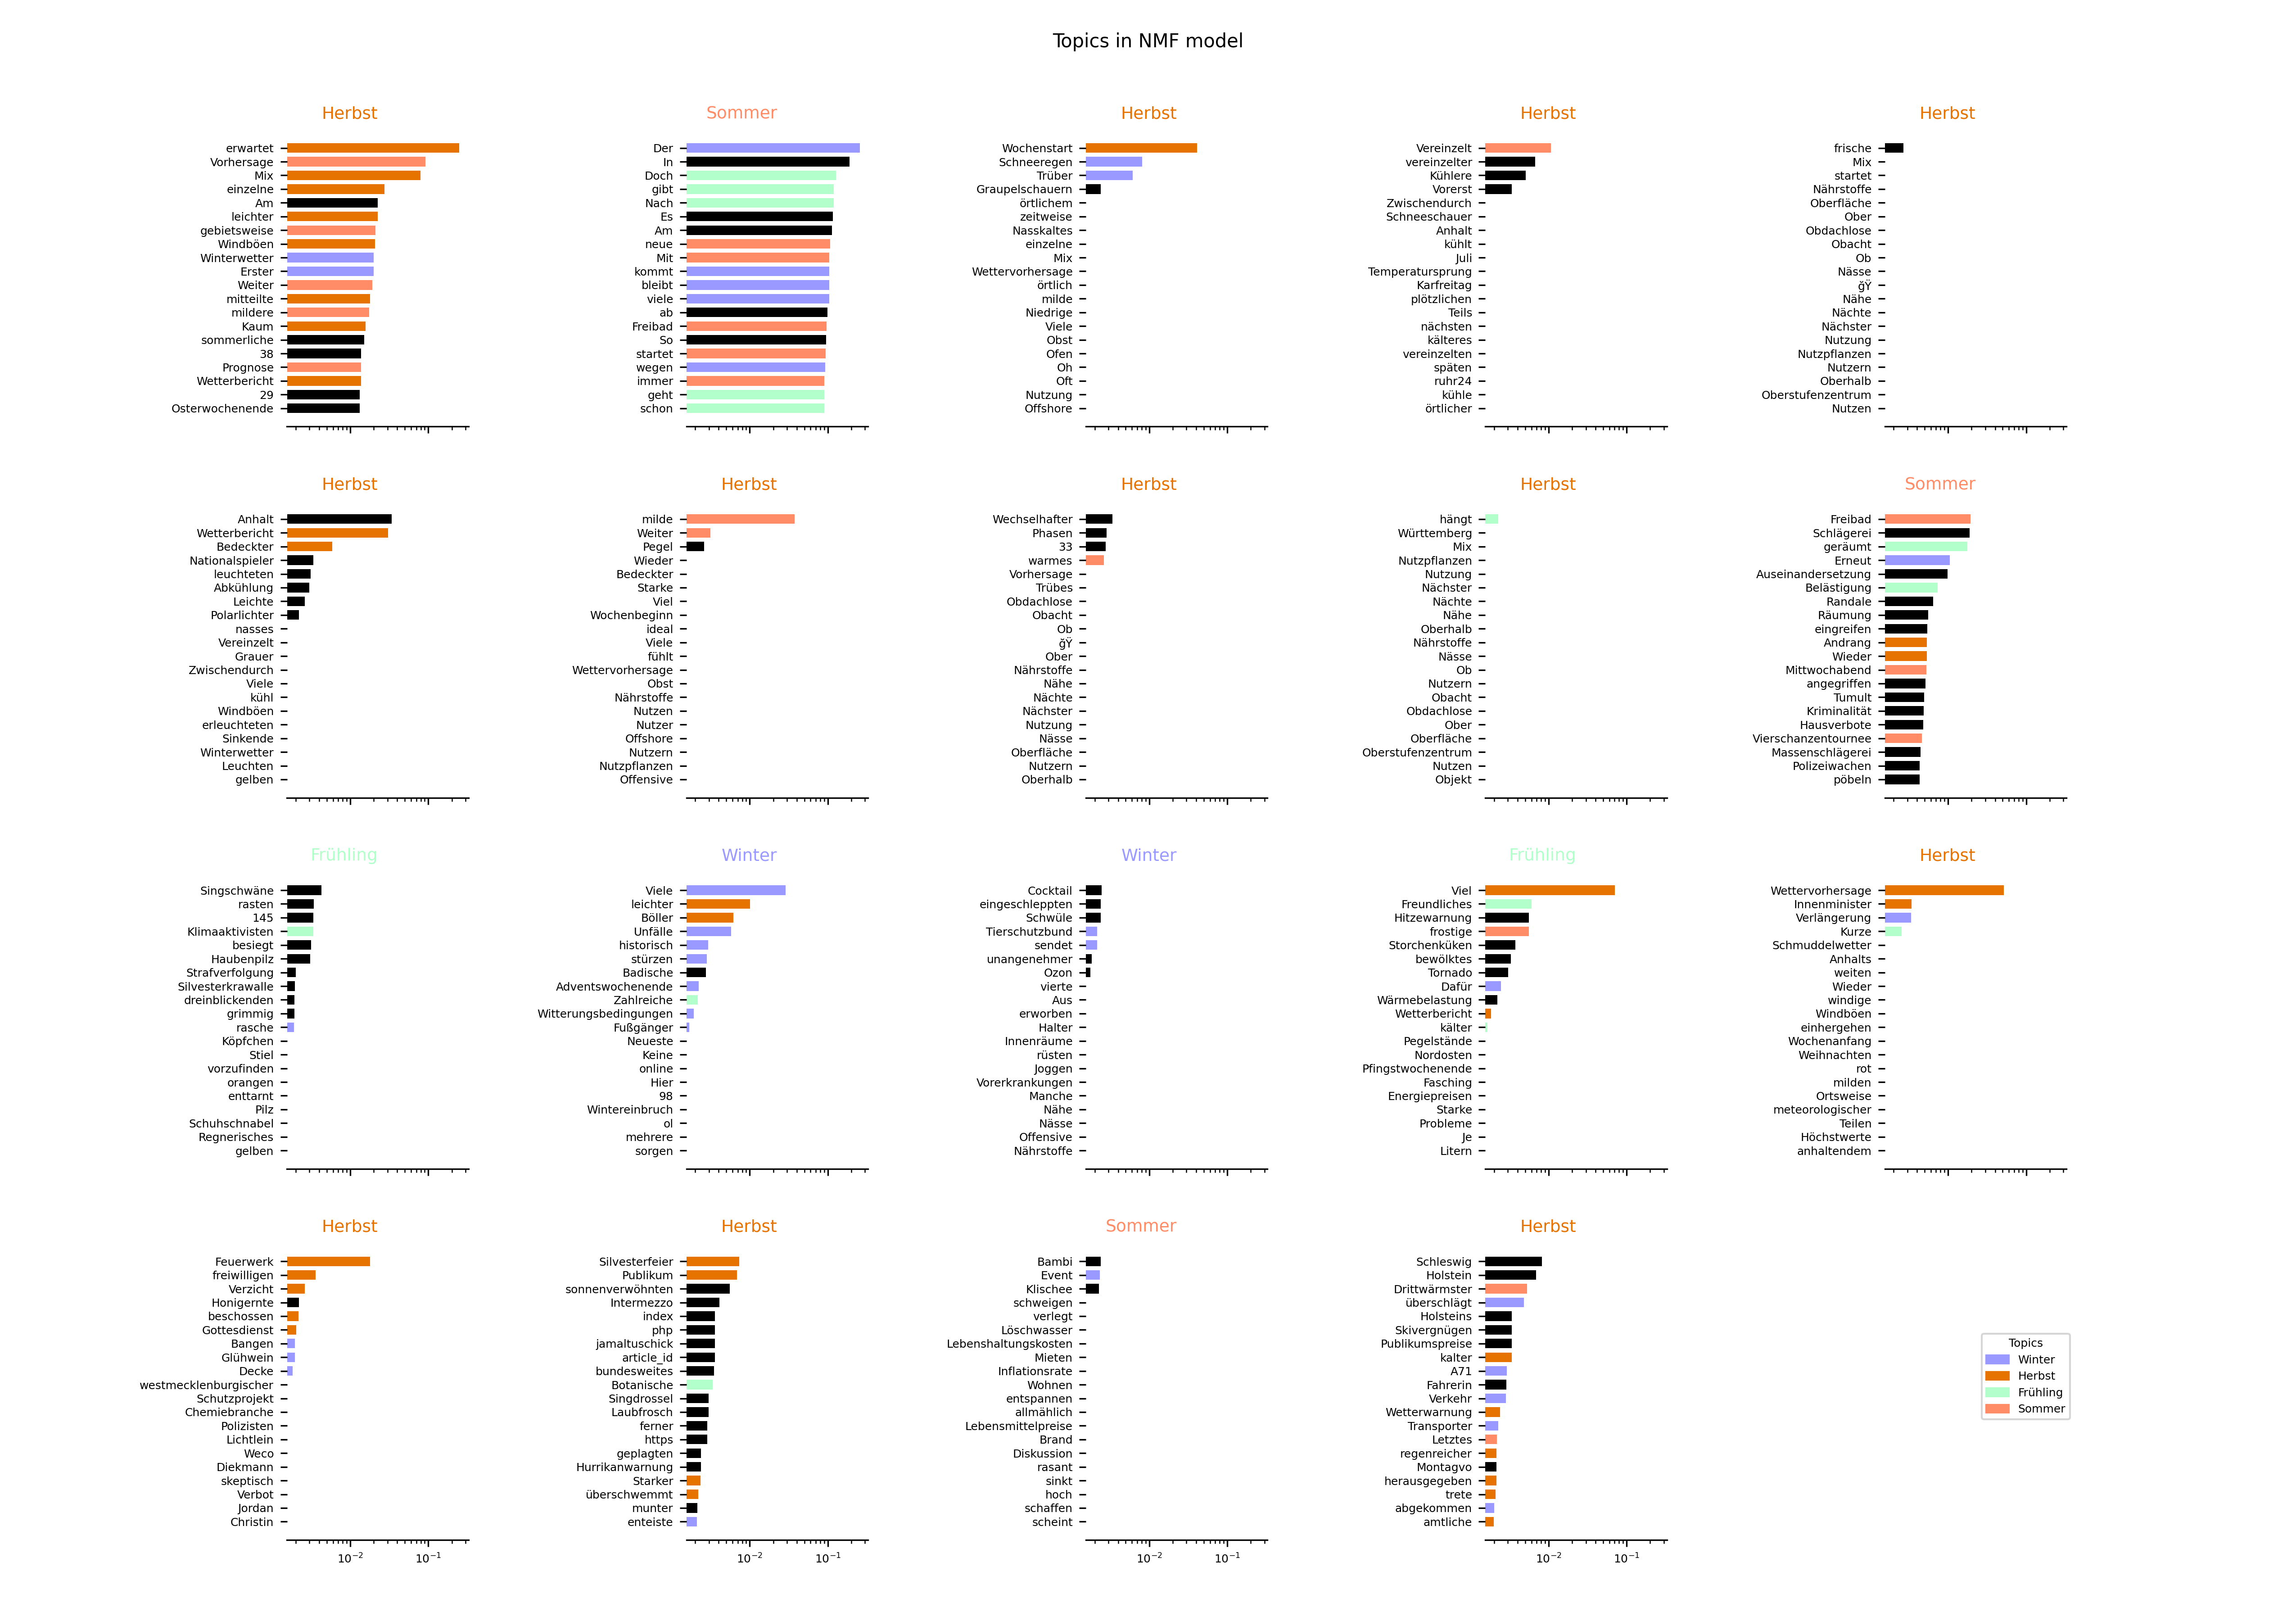 Topics in NMF model
Herbst
erwartet
Vorhersage
Mix
einzelne
Am
leichter
gebietsweise
Windböen
Winterwetter
Erster
Weiter
mitteilte
mildere
Kaum
sommerliche
38
Prognose
Wetterbericht
29
Osterwochenende
Sommer
Der
In
Doch
gibt
Nach
Es
Am
neue
Mit
kommt
bleibt
viele
ab
Freibad
So
startet
wegen
immer
geht
schon
Herbst
Wochenstart
Schneeregen
Trüber
Graupelschauern
örtlichem
zeitweise
Nasskaltes
einzelne
Mix
Wettervorhersage
örtlich
milde
Niedrige
Viele
Obst
Ofen
Oh
Oft
Nutzung
Offshore
Herbst
Vereinzelt
vereinzelter
Kühlere
Vorerst
Zwischendurch
Schneeschauer
Anhalt
kühlt
Juli
Temperatursprung
Karfreitag
plötzlichen
Teils
nächsten
kälteres
vereinzelten
späten
ruhr24
kühle
örtlicher
Herbst
frische
Mix
startet
Nährstoffe
Oberfläche
Ober
Obdachlose
Obacht
Ob
Nässe
ğŸ
Nähe
Nächte
Nächster
Nutzung
Nutzpflanzen
Nutzern
Oberhalb
Oberstufenzentrum
Nutzen
Herbst
Anhalt
Wetterbericht
Bedeckter
Nationalspieler
leuchteten
Abkühlung
Leichte
Polarlichter
nasses
Vereinzelt
Grauer
Zwischendurch
Viele
kühl
Windböen
erleuchteten
Sinkende
Winterwetter
Leuchten
gelben
Herbst
milde
Weiter
Pegel
Wieder
Bedeckter
Starke
Viel
Wochenbeginn
ideal
Viele
fühlt
Wettervorhersage
Obst
Nährstoffe
Nutzen
Nutzer
Offshore
Nutzern
Nutzpflanzen
Offensive
Herbst
Wechselhafter
Phasen
33
warmes
Vorhersage
Trübes
Obdachlose
Obacht
Ob
ğŸ
Ober
Nährstoffe
Nähe
Nächte
Nächster
Nutzung
Nässe
Oberfläche
Nutzern
Oberhalb
Herbst
hängt
Württemberg
Mix
Nutzpflanzen
Nutzung
Nächster
Nächte
Nähe
Oberhalb
Nährstoffe
Nässe
Ob
Nutzern
Obacht
Obdachlose
Ober
Oberfläche
Oberstufenzentrum
Nutzen
Objekt
Sommer
Freibad
Schlägerei
geräumt
Erneut
Auseinandersetzung
Belästigung
Randale
Räumung
eingreifen
Andrang
Wieder
Mittwochabend
angegriffen
Tumult
Kriminalität
Hausverbote
Vierschanzentournee
Massenschlägerei
Polizeiwachen
pöbeln
Frühling
Singschwäne
rasten
145
Klimaaktivisten
besiegt
Haubenpilz
Strafverfolgung
Silvesterkrawalle
dreinblickenden
grimmig
rasche
Köpfchen
Stiel
vorzufinden
orangen
enttarnt
Pilz
Schuhschnabel
Regnerisches
gelben
Winter
Viele
leichter
Böller
Unfälle
historisch
stürzen
Badische
Adventswochenende
Zahlreiche
Witterungsbedingungen
Fußgänger
Neueste
Keine
online
Hier
98
Wintereinbruch
ol
mehrere
sorgen
Winter
Cocktail
eingeschleppten
Schwüle
Tierschutzbund
sendet
unangenehmer
Ozon
vierte
Aus
erworben
Halter
Innenräume
rüsten
Joggen
Vorerkrankungen
Manche
Nähe
Nässe
Offensive
Nährstoffe
Frühling
Viel
Freundliches
Hitzewarnung
frostige
Storchenküken
bewölktes
Tornado
Dafür
Wärmebelastung
Wetterbericht
kälter
Pegelstände
Nordosten
Pfingstwochenende
Fasching
Energiepreisen
Starke
Probleme
Je
Litern
Herbst
Wettervorhersage
Innenminister
Verlängerung
Kurze
Schmuddelwetter
Anhalts
weiten
Wieder
windige
Windböen
einhergehen
Wochenanfang
Weihnachten
rot
milden
Ortsweise
meteorologischer
Teilen
Höchstwerte
anhaltendem
Herbst
Feuerwerk
freiwilligen
Verzicht
Honigernte
beschossen
Gottesdienst
Bangen
Glühwein
Decke
westmecklenburgischer
Schutzprojekt
Chemiebranche
Polizisten
Lichtlein
Weco
Diekmann
skeptisch
Verbot
Jordan
Christin
10⁻² 10⁻¹
Herbst
Silvesterfeier
Publikum
sonnenverwöhnten
Intermezzo
index
php
jamaltuschick
article_id
bundesweites
Botanische
Singdrossel
Laubfrosch
ferner
https
geplagten
Hurrikanwarnung
Starker
überschwemmt
munter
enteiste
10⁻² 10⁻¹
Sommer
Bambi
Event
Klischee
schweigen
verlegt
Löschwasser
Lebenshaltungskosten
Mieten
Inflationsrate
Wohnen
entspannen
allmählich
Lebensmittelpreise
Brand
Diskussion
rasant
sinkt
hoch
schaffen
scheint
10⁻² 10⁻¹
Herbst
Schleswig
Holstein
Drittwärmster
überschlägt
Holsteins
Skivergnügen
Publikumspreise
kalter
A71
Fahrerin
Verkehr
Wetterwarnung
Transporter
Letztes
regenreicher
Montagvo
herausgegeben
trete
abgekommen
amtliche
10⁻² 10⁻¹
Topics
Winter
Herbst
Frühling
Sommer